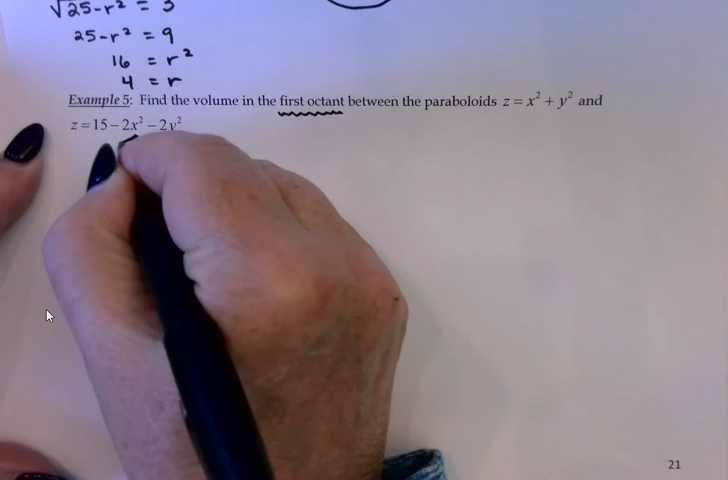 √25-r² = 3
25-r² = 9
16 = r²
4 = r
Example 5: Find the volume in the first octant between the paraboloids z = x² + y² and
z = 15 – 2x² – 2y²
21